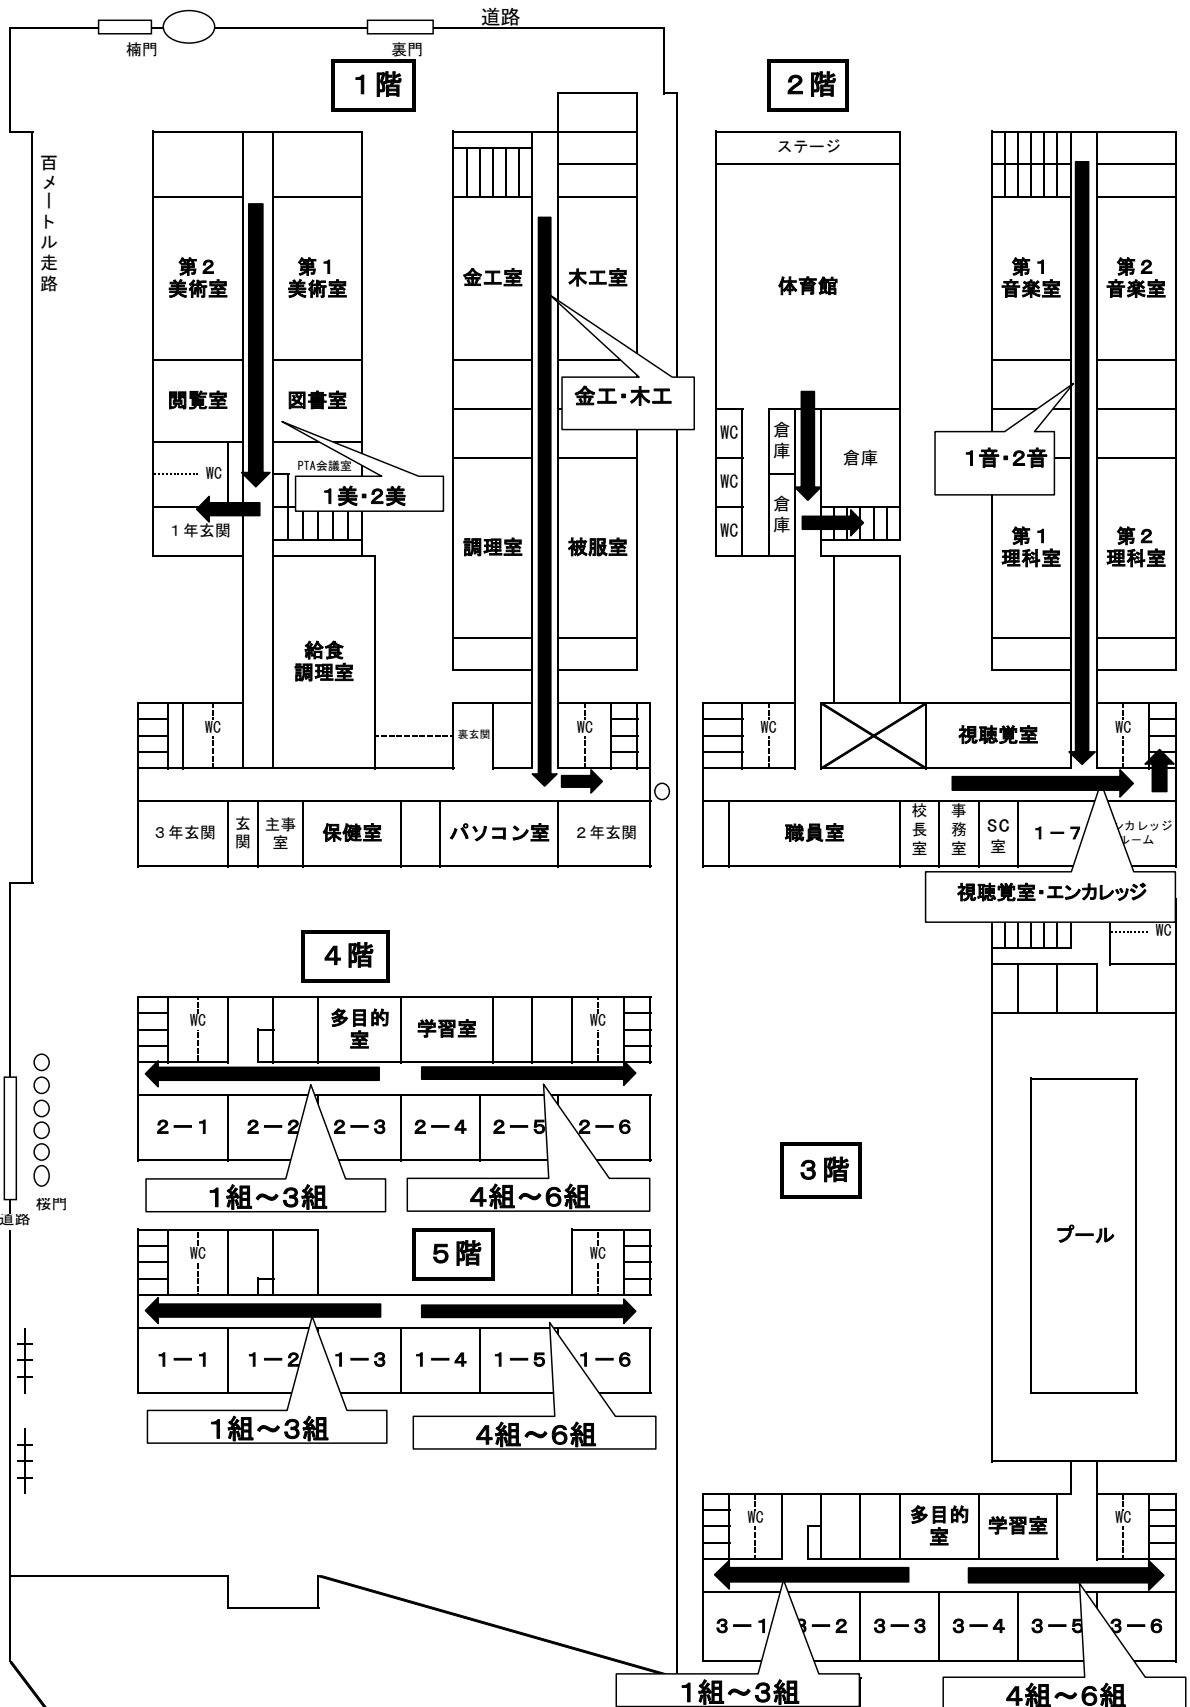 道路
楠門
裏門
1階
2階
百メートル走路
ステージ
第2
美術室
第1
美術室
金工室
木工室
体育館
第1
音楽室
第2
音楽室
閲覧室
図書室
金工・木工
WC
倉庫
倉庫
1音・2音
WC
PTA会議室
1美・2美
WC
倉庫
1年玄関
WC
調理室
被服室
第1
理科室
第2
理科室
給食
調理室
WC
裏玄関
WC
WC
視聴覚室
WC
3年玄関
玄関
主事室
保健室
パソコン室
2年玄関
職員室
校長室
事務室
SC
室
1-7
ンカレッジ
ルーム
視聴覚室・エンカレッジ
WC
4階
WC
多目的
室
学習室
WC
2-1
2-2
2-3
2-4
2-5
2-6
1組~3組
4組~6組
桜門
道路
3階
プール
WC
5階
WC
1-1
1-2
1-3
1-4
1-5
1-6
1組~3組
4組~6組
WC
多目的
室
学習室
WC
3-1
3-2
3-3
3-4
3-5
3-6
1組~3組
4組~6組